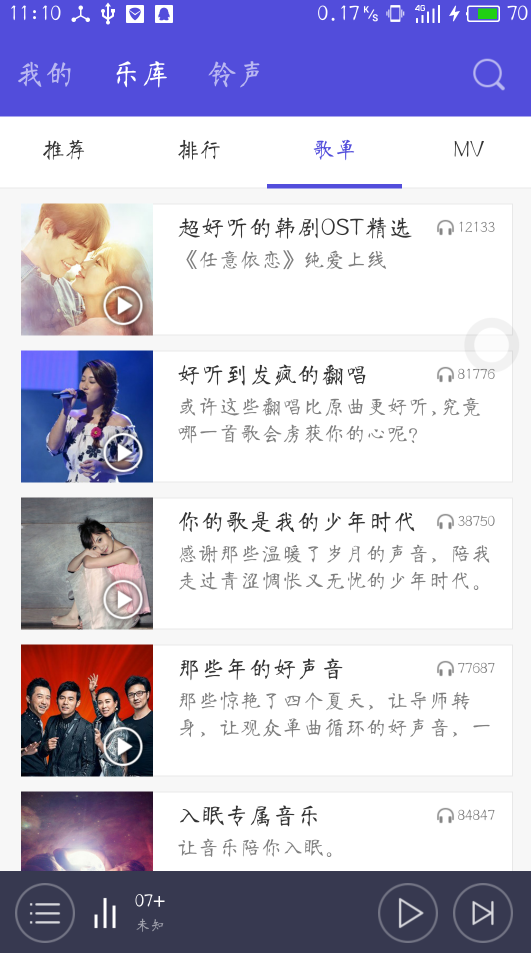 11:10 0.17 K/s 4G 70
我的 乐库 铃声
推荐 排行 歌单 MV
超好听的韩剧OST精选 12133
《任意依恋》纯爱上线
好听到发疯的翻唱 81776
或许这些翻唱比原曲更好听,究竟
哪一首歌会虏获你的心呢?
你的歌是我的少年时代 38750
感谢那些温暖了岁月的声音，陪我
走过青涩惆怅又无忧的少年时代。
那些年的好声音 77687
那些惊艳了四个夏天，让导师转
身，让观众单曲循环的好声音，一
入眠专属音乐 84847
让音乐陪你入眠。
07+
未知